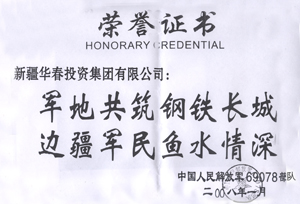 荣誉证书
HONORARY CREDENTIAL
新疆华春投资集团有限公司：
军地共筑钢铁长城
边疆军民鱼水情深
中国人民解放军69078部队
二00八年一月